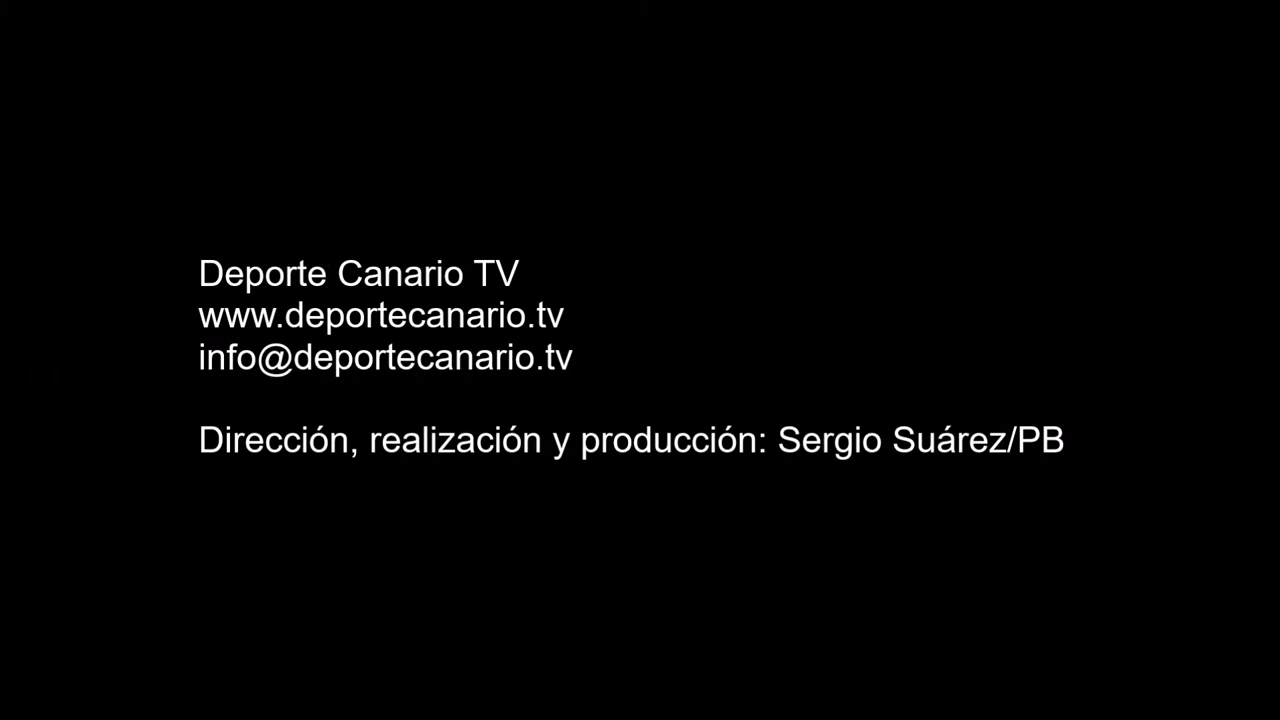 Deporte Canario TV
www.deportecanario.tv
info@deportecanario.tv
Dirección, realización y producción: Sergio Suárez/PB